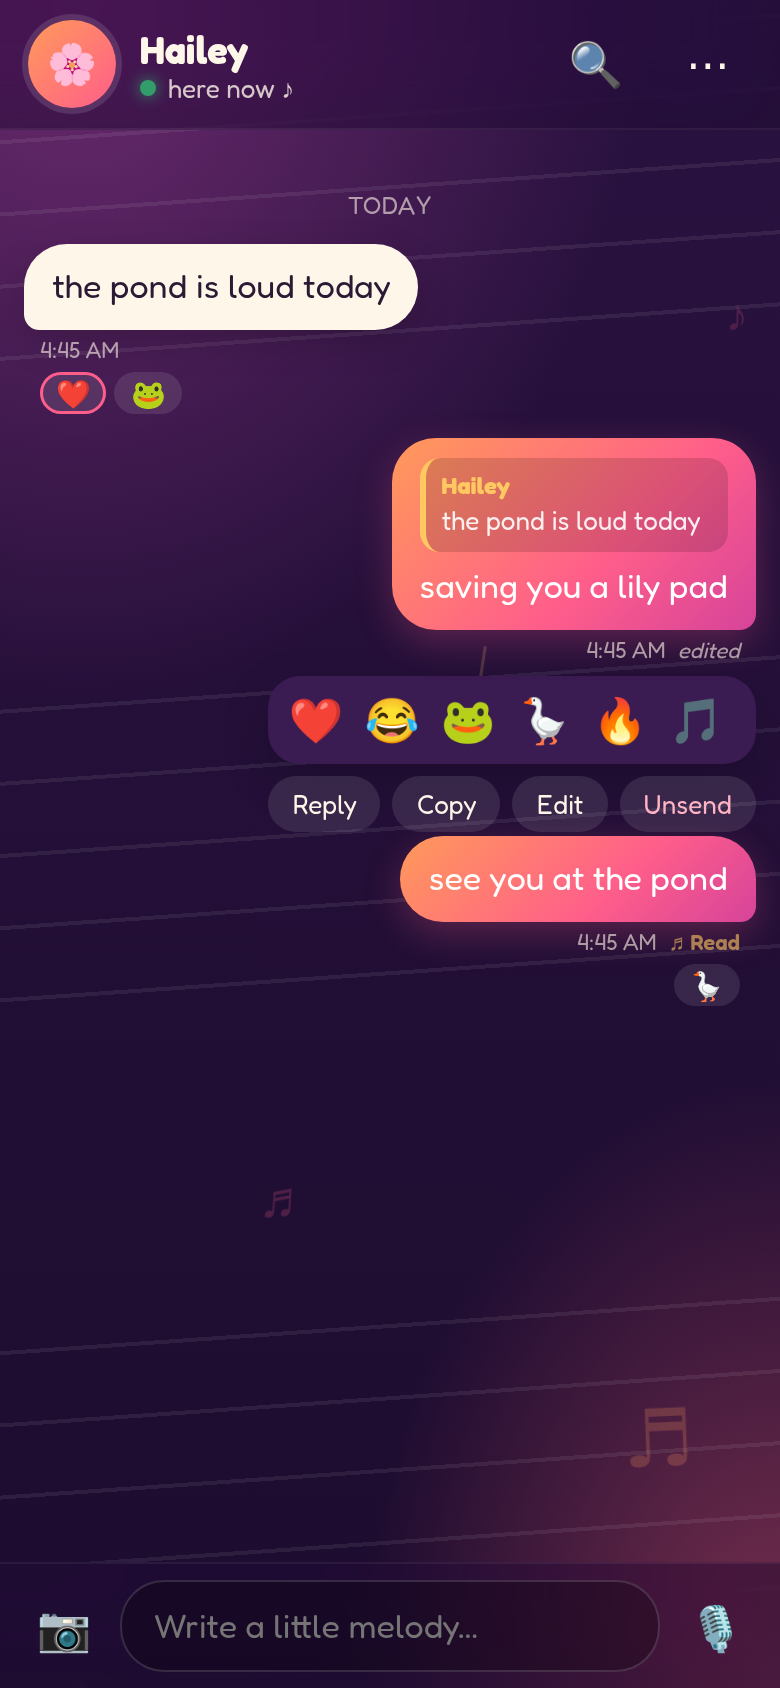 Hailey
here now ♪
TODAY
the pond is loud today
4:45 AM
Hailey
the pond is loud today
saving you a lily pad
4:45 AM edited
Reply Copy Edit Unsend
see you at the pond
4:45 AM ♬ Read
Write a little melody...